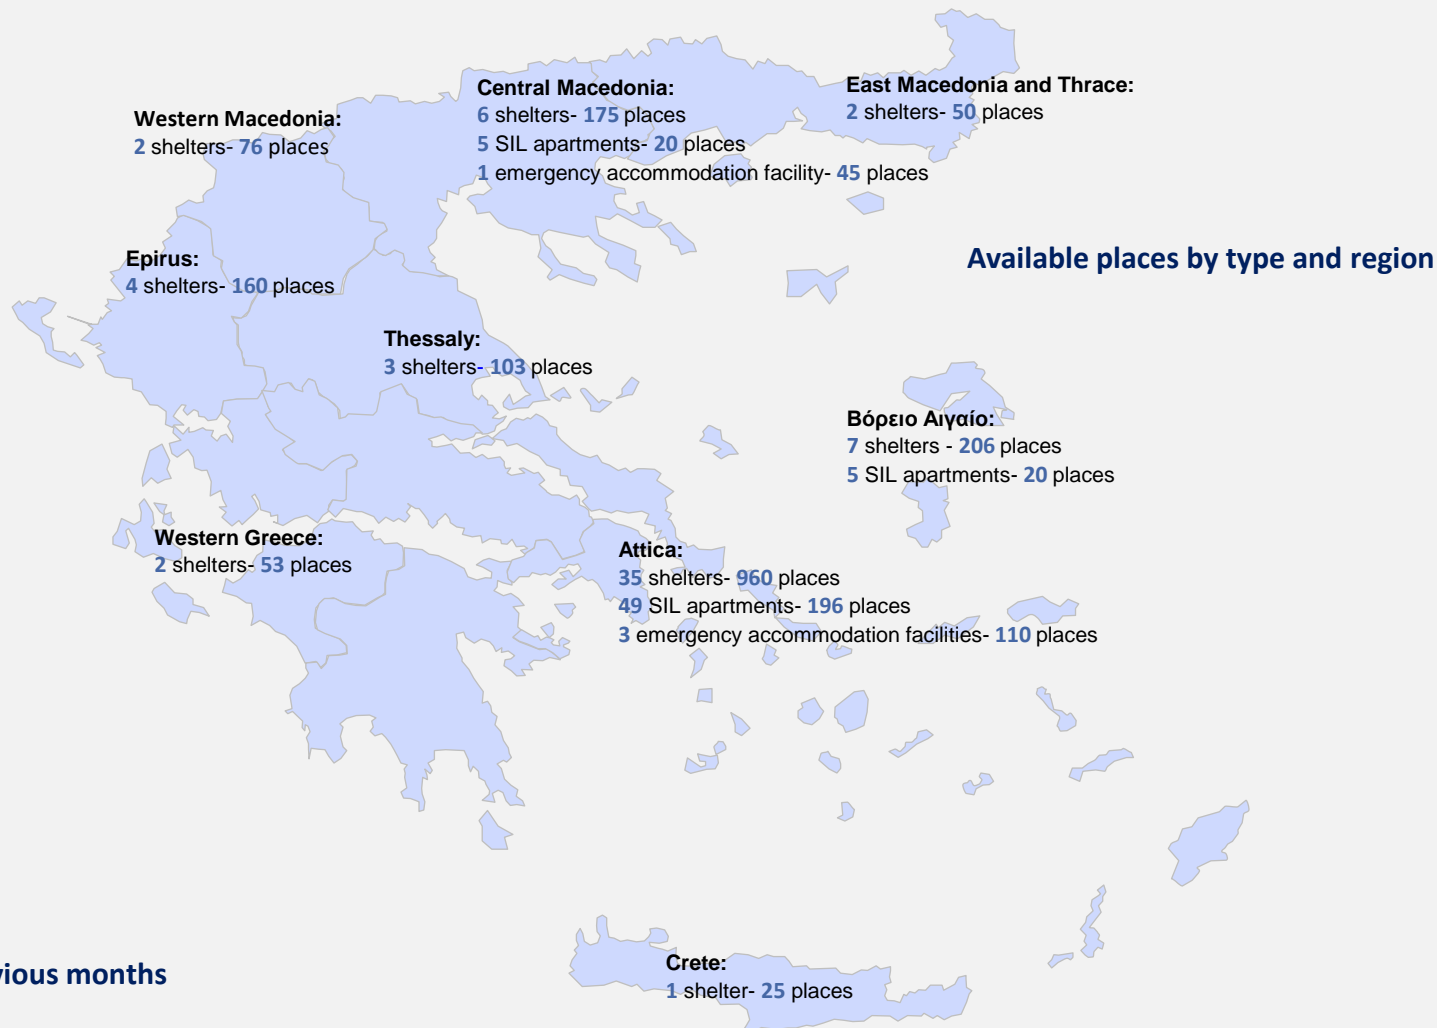 Central Macedonia:
6 shelters- 175 places
5 SIL apartments- 20 places
1 emergency accommodation facility- 45 places
East Macedonia and Thrace:
2 shelters- 50 places
Western Macedonia:
2 shelters- 76 places
Epirus:
4 shelters- 160 places
Available places by type and region
Thessaly:
3 shelters- 103 places
Βόρειο Αιγαίο:
7 shelters - 206 places
5 SIL apartments- 20 places
Western Greece:
2 shelters- 53 places
Attica:
35 shelters- 960 places
49 SIL apartments- 196 places
3 emergency accommodation facilities- 110 places
vious months
Crete:
1 shelter- 25 places